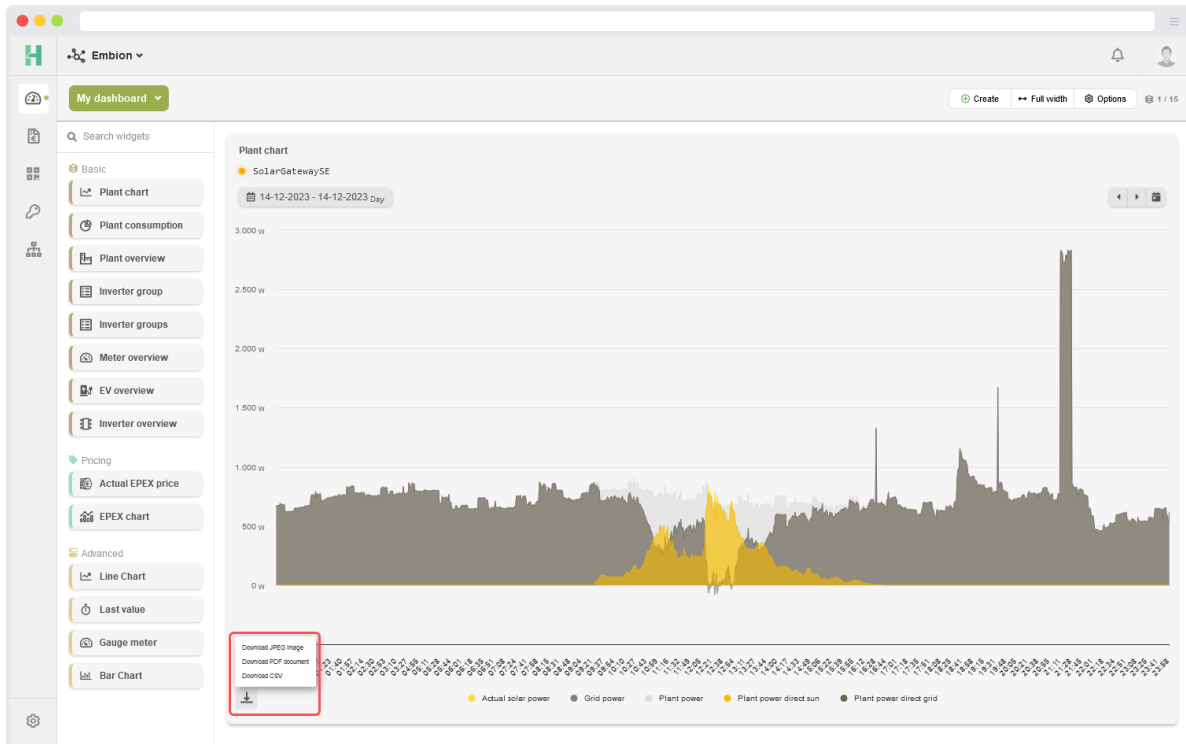 Embion
My dashboard
Create
Full width
Options
1 / 15
Search widgets
Basic
Plant chart
Plant consumption
Plant overview
Inverter group
Inverter groups
Meter overview
EV overview
Inverter overview
Pricing
Actual EPEX price
EPEX chart
Advanced
Line Chart
Last value
Gauge meter
Bar Chart
Plant chart
SolarGatewaySE
14-12-2023 - 14-12-2023 Day
3.000 w
2.500 w
2.000 w
1.500 w
1.000 w
500 w
0 w
Download JPEG image
Download PDF document
Download CSV
Actual solar power
Grid power
Plant power
Plant power direct sun
Plant power direct grid